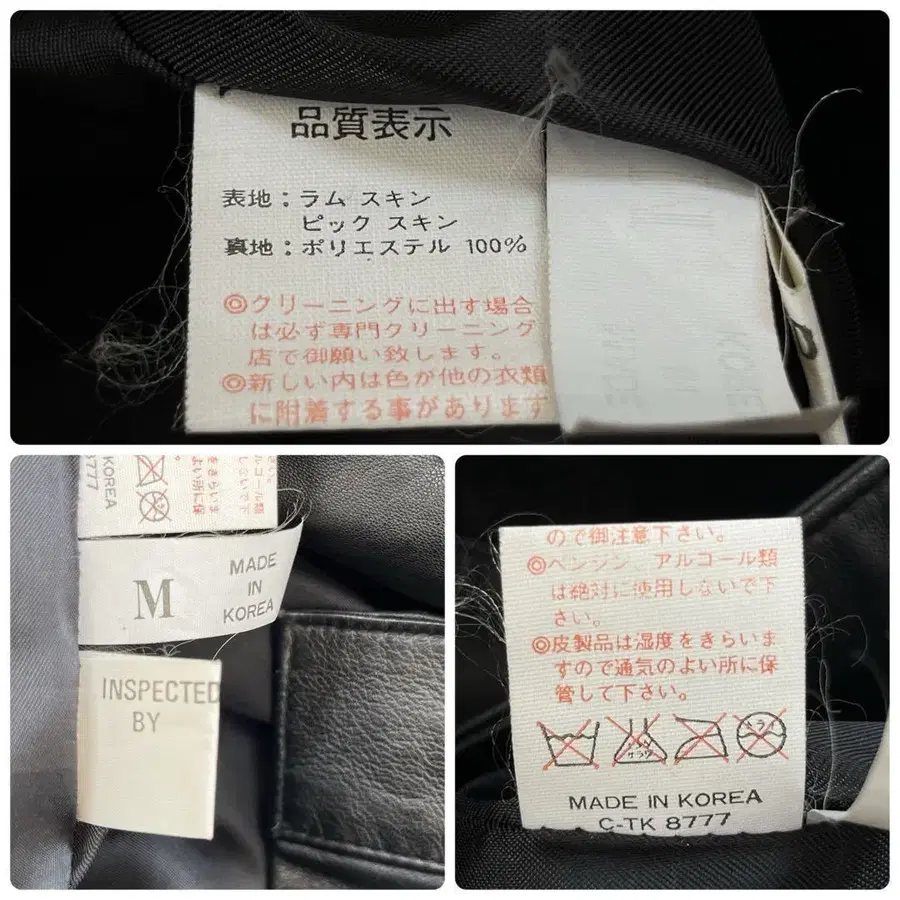 品質表示
表地:ラム スキン
ピック スキン
裏地:ポリエステル 100%
◎クリーニングに出す場合
は必ず専門クリーニング
店で御願い致します。
◎新しい内は色が他の衣類
に附着する事があります
KOREA
8777
M
MADE
IN
KOREA
INSPECTED
BY
ので御注意下さい。
◎ベンジン、アルコール類
は絶対に使用しないで下
さい。
◎皮製品は湿度をきらいま
すので通気のよい所に保
管して下さい。
MADE IN KOREA
C-TK 8777